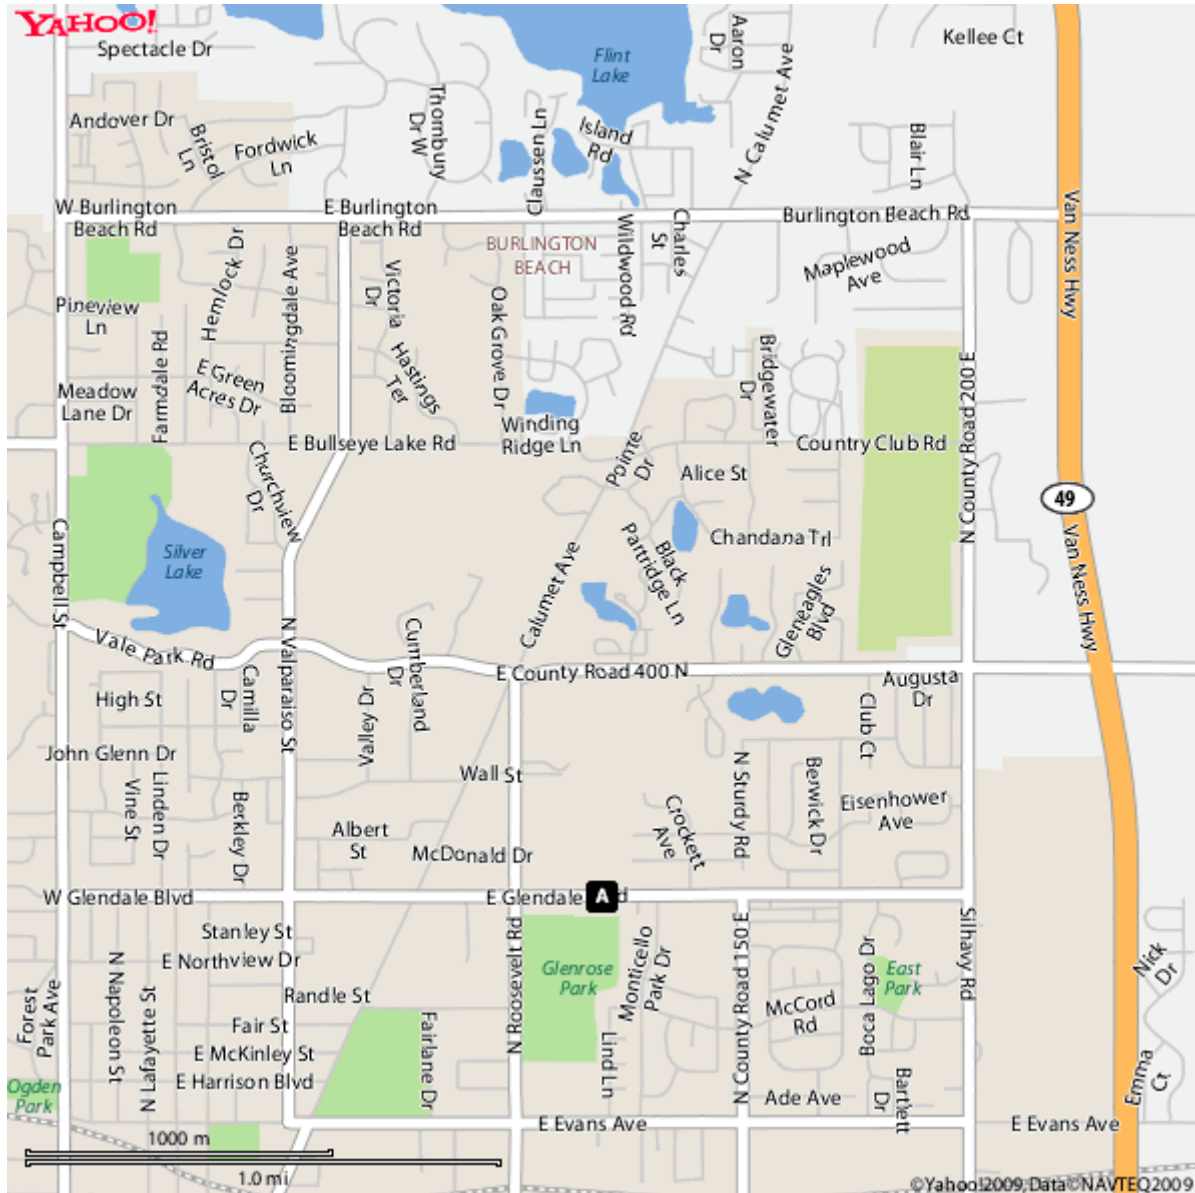 YAHOO!
Spectacle Dr
Flint
Lake
Aaron
Dr
Kellee Ct
N Calumet Ave
Andover Dr
Bristol
Ln
Fordwick
Ln
Thornbury
Dr W
Claussen Ln
Island
Rd
Blair Ln
W Burlington
Beach Rd
E Burlington
Beach Rd
Burlington Beach Rd
Van Ness Hwy
BURLINGTON
BEACH
Wildwood Rd
Charles
St
Maplewood
Ave
Pineview
Ln
Hemlock Dr
Bloomingdale Ave
Victoria
Dr
Oak Grove Dr
Farmdale Rd
E Green
Acres Dr
Hastings
Ter
Bridgewater
Dr
N County Road 200 E
Meadow
Lane Dr
Winding
Ridge Ln
E Bullseye Lake Rd
Country Club Rd
Churchview
Dr
Pointe
Dr
Alice St
49
Campbell St
Silver
Lake
Calumet Ave
Black
Partridge Ln
Chandana Trl
Gleneagles
Blvd
Van Ness Hwy
Vale Park Rd
N Valparaiso St
Cumberland
Dr
E County Road 400 N
Augusta
Dr
High St
Camilla
Dr
Valley Dr
Club Ct
John Glenn Dr
Wall St
N Sturdy Rd
Berwick Dr
Vine St
Linden Dr
Berkley Dr
Albert
St
McDonald Dr
Crockett
Ave
Eisenhower
Ave
W Glendale Blvd
E Glendale
A
d
Stanley St
E Northview Dr
N Roosevelt Rd
Glenrose
Park
Monticello
Park Dr
N County Road 150 E
Boca Lago Dr
East
Park
Silhavy Rd
Nick
Dr
N Napoleon St
N Lafayette St
Randle St
Forest
Park Ave
Fair St
McCord
Rd
E McKinley St
E Harrison Blvd
Fairlane Dr
Lind Ln
Ogden
Park
Ade Ave
Bartlett
Dr
Emma
Ct
E Evans Ave
E Evans Ave
1000 m
1.0 mi
©Yahoo!2009, Data©NAVTEQ2009